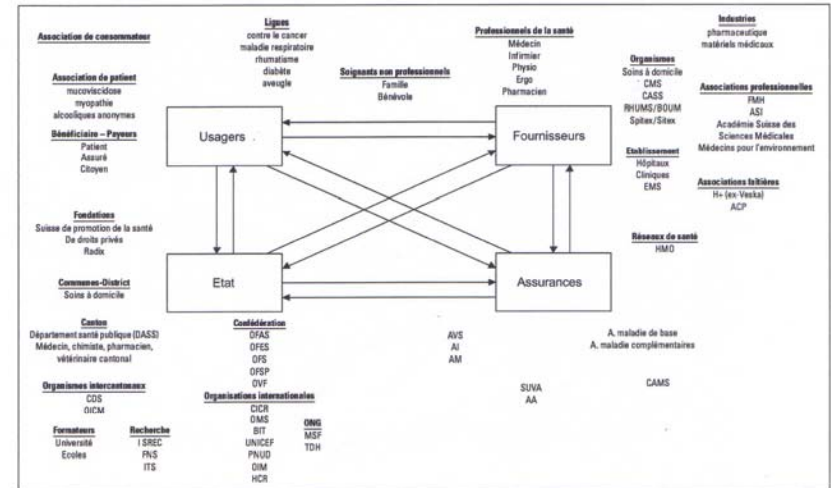 Association de consommateur
Ligues
contre le cancer
maladie respiratoire
rhumatisme
diabète
aveugle
Soignants non professionnels
Famille
Bénévole
Professionnels de la santé
Médecin
Infirmier
Physio
Ergo
Pharmacien
Industries
pharmaceutique
matériels médicaux
Organismes
Soins à domicile
CMS
CASS
RHUMS/BOUM
Spitex/Sitex
Associations professionnelles
FMH
ASI
Académie Suisse des
Sciences Médicales
Médecins pour l'environnement
Association de patient
mucoviscidose
myopathie
alcooliques anonymes
Bénéficiaire – Payeurs
Patient
Assuré
Citoyen
Usagers
Fournisseurs
Etablissement
Hôpitaux
Cliniques
EMS
Associations faîtières
H+ (ex-Veska)
ACP
Fondations
Suisse de promotion de la santé
De droits privés
Radix
Réseaux de santé
HMO
Communes-District
Soins à domicile
Etat
Assurances
Canton
Département santé publique (DASS)
Médecin, chimiste, pharmacien,
vétérinaire cantonal
Confédération
OFAS
OFES
OFS
OFSP
OVF
AVS
AI
AM
A. maladie de base
A. maladie complémentaires
SUVA
AA
CAMS
Organismes intercantonaux
CDS
OICM
Organisations internationales
CICR
OMS
BIT
UNICEF
PNUD
OIM
HCR
ONG
MSF
TDH
Formateurs
Université
Ecoles
Recherche
ISREC
FNS
ITS